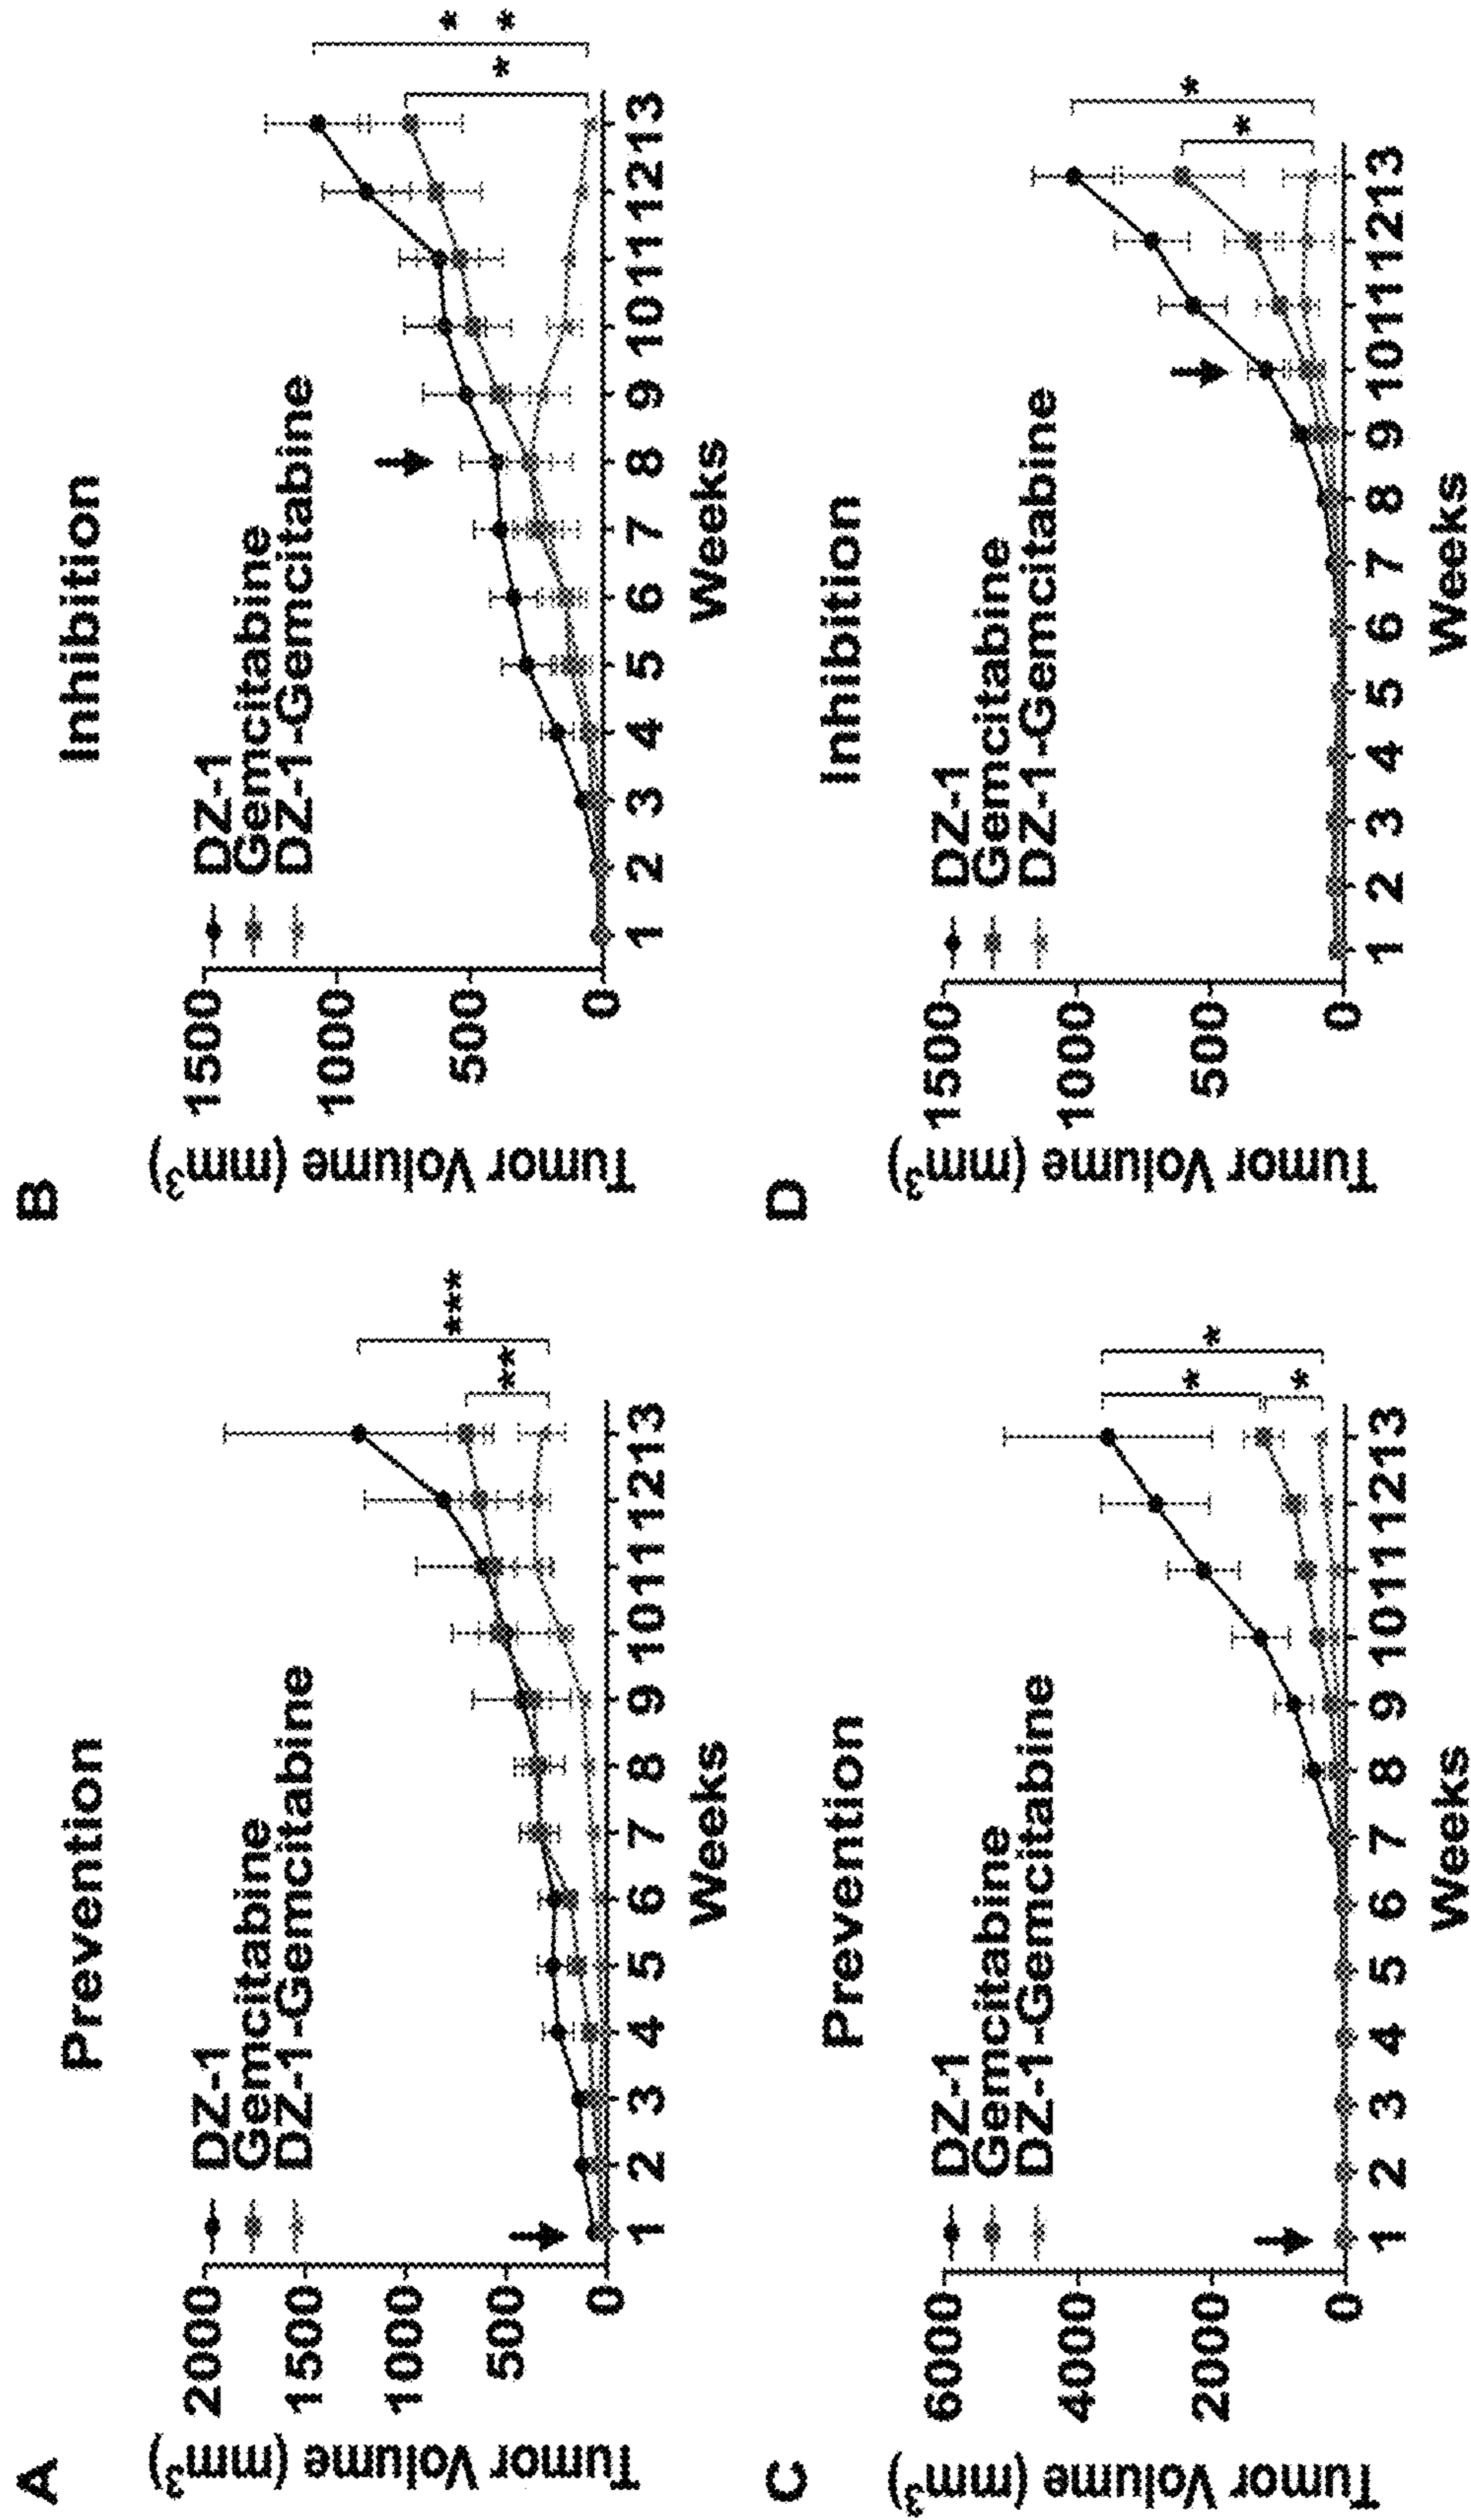 A
Prevention
Tumor Volume (mm3)
2000
1500
1000
500
0
DZ-1
Gemcitabine
DZ-1-Gemcitabine
***
**
1 2 3 4 5 6 7 8 9 10 11 12 13
Weeks
B
Inhibition
Tumor Volume (mm3)
1500
1000
500
0
DZ-1
Gemcitabine
DZ-1-Gemcitabine
* *
*
1 2 3 4 5 6 7 8 9 10 11 12 13
Weeks
C
Prevention
Tumor Volume (mm3)
6000
4000
2000
0
DZ-1
Gemcitabine
DZ-1-Gemcitabine
*
* *
1 2 3 4 5 6 7 8 9 10 11 12 13
Weeks
D
Inhibition
Tumor Volume (mm3)
1500
1000
500
0
DZ-1
Gemcitabine
DZ-1-Gemcitabine
*
*
1 2 3 4 5 6 7 8 9 10 11 12 13
Weeks